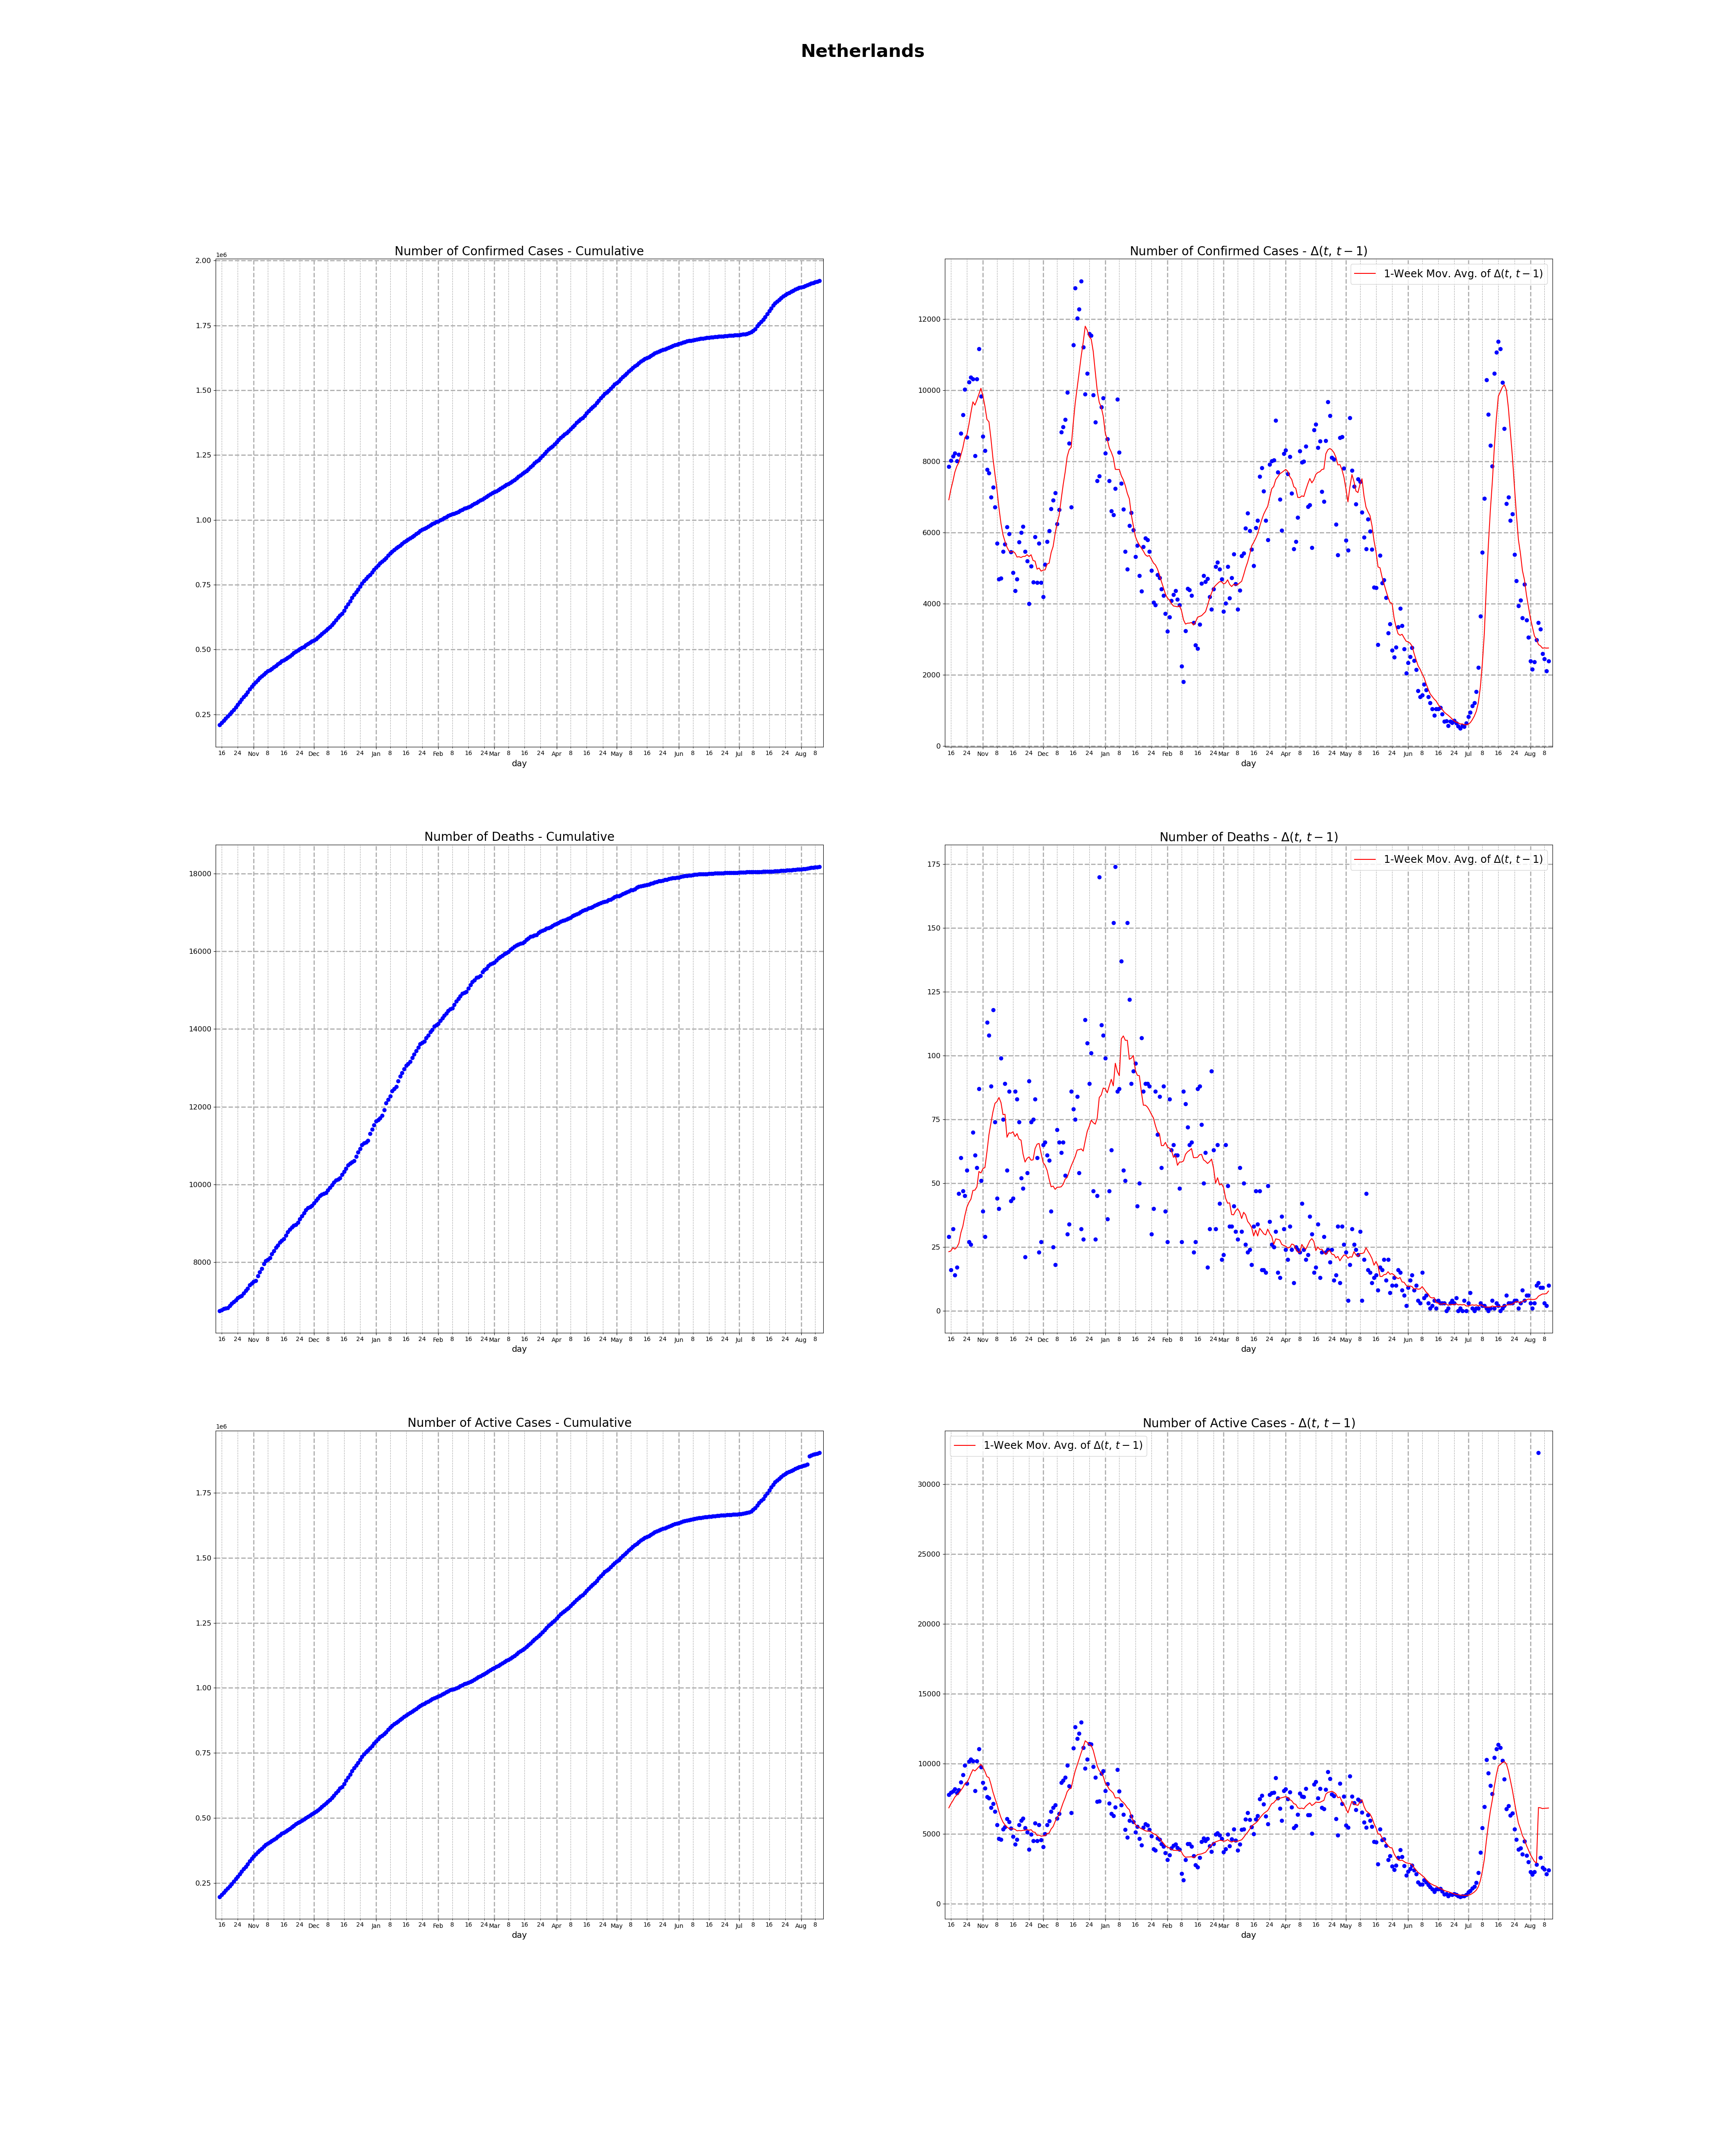 Netherlands
Number of Confirmed Cases - Cumulative
1e6
2.00
1.75
1.50
1.25
1.00
0.75
0.50
0.25
16 24 Nov 8 16 24 Dec 8 16 24 Jan 8 16 24 Feb 8 16 24 Mar 8 16 24 Apr 8 16 24 May 8 16 24 Jun 8 16 24 Jul 8 16 24 Aug 8
day
Number of Confirmed Cases - Δ(t, t − 1)
1-Week Mov. Avg. of Δ(t, t − 1)
12000
10000
8000
6000
4000
2000
0
16 24 Nov 8 16 24 Dec 8 16 24 Jan 8 16 24 Feb 8 16 24 Mar 8 16 24 Apr 8 16 24 May 8 16 24 Jun 8 16 24 Jul 8 16 24 Aug 8
day
Number of Deaths - Cumulative
18000
16000
14000
12000
10000
8000
16 24 Nov 8 16 24 Dec 8 16 24 Jan 8 16 24 Feb 8 16 24 Mar 8 16 24 Apr 8 16 24 May 8 16 24 Jun 8 16 24 Jul 8 16 24 Aug 8
day
Number of Deaths - Δ(t, t − 1)
1-Week Mov. Avg. of Δ(t, t − 1)
175
150
125
100
75
50
25
0
16 24 Nov 8 16 24 Dec 8 16 24 Jan 8 16 24 Feb 8 16 24 Mar 8 16 24 Apr 8 16 24 May 8 16 24 Jun 8 16 24 Jul 8 16 24 Aug 8
day
Number of Active Cases - Cumulative
1e6
1.75
1.50
1.25
1.00
0.75
0.50
0.25
16 24 Nov 8 16 24 Dec 8 16 24 Jan 8 16 24 Feb 8 16 24 Mar 8 16 24 Apr 8 16 24 May 8 16 24 Jun 8 16 24 Jul 8 16 24 Aug 8
day
Number of Active Cases - Δ(t, t − 1)
1-Week Mov. Avg. of Δ(t, t − 1)
30000
25000
20000
15000
10000
5000
0
16 24 Nov 8 16 24 Dec 8 16 24 Jan 8 16 24 Feb 8 16 24 Mar 8 16 24 Apr 8 16 24 May 8 16 24 Jun 8 16 24 Jul 8 16 24 Aug 8
day